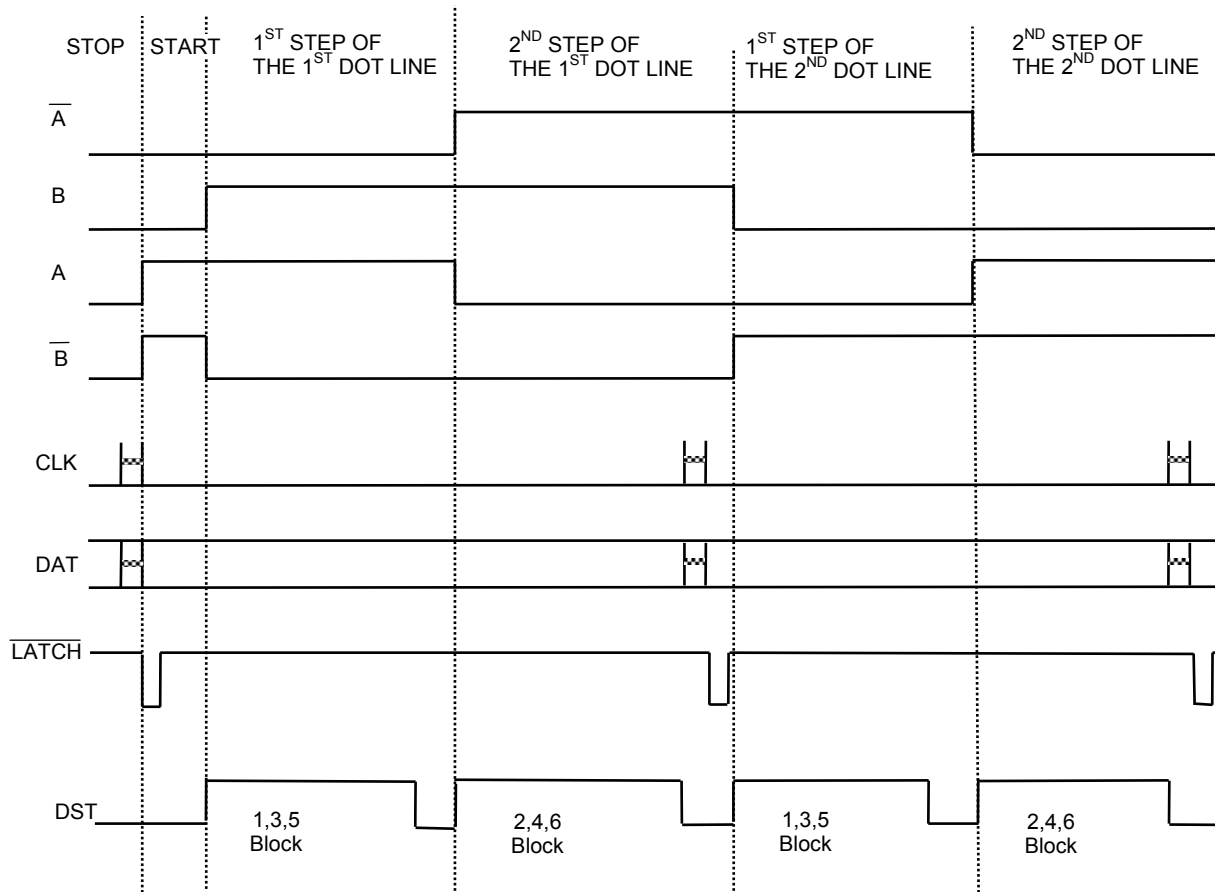 STOP
START
1ST STEP OF
THE 1ST DOT LINE
2ND STEP OF
THE 1ST DOT LINE
1ST STEP OF
THE 2ND DOT LINE
2ND STEP OF
THE 2ND DOT LINE
A̅
B
A
B̅
CLK
DAT
L̅A̅T̅C̅H̅
DST
1,3,5
Block
2,4,6
Block
1,3,5
Block
2,4,6
Block